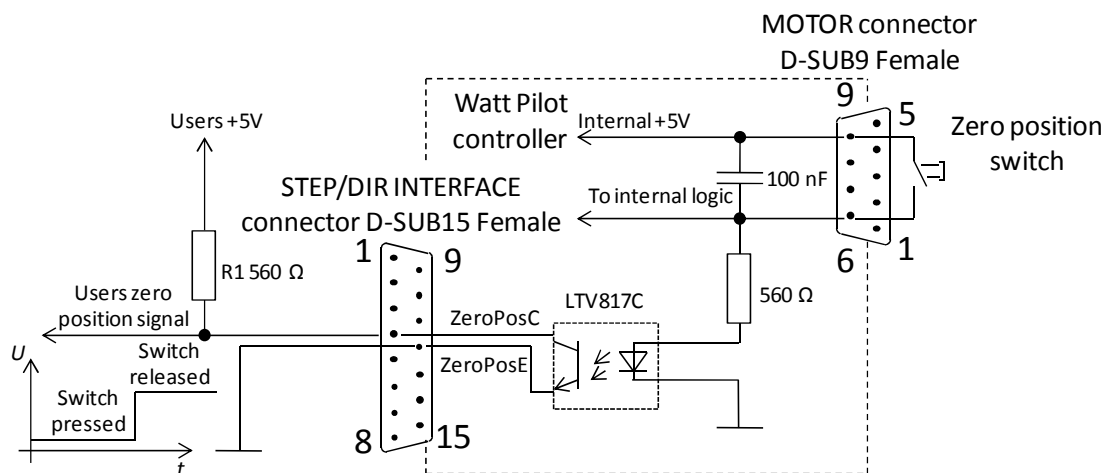 MOTOR connector
D-SUB9 Female
Watt Pilot
controller
Internal +5V
9
5
Zero position
switch
Users +5V
100 nF
STEP/DIR INTERFACE
connector D-SUB15 Female
To internal logic
6
1
1
9
R1 560 Ω
560 Ω
Users zero
position signal
ZeroPosC
LTV817C
ZeroPosE
U
Switch
released
Switch
pressed
8
15
t